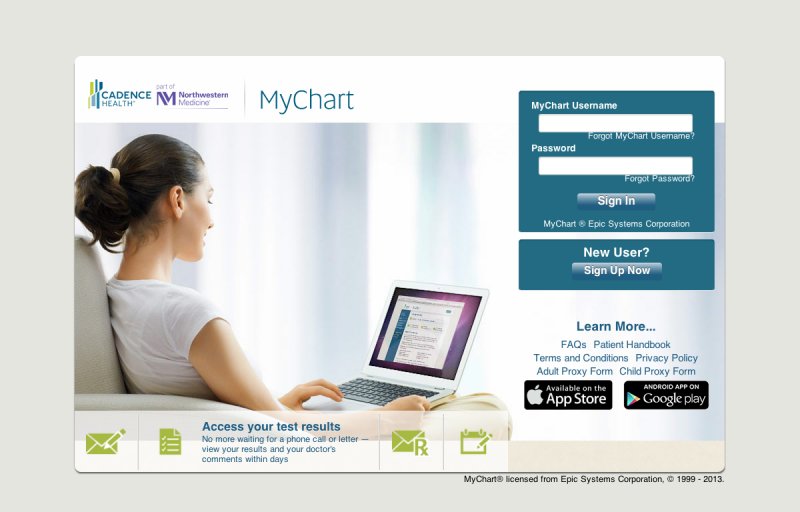 CADENCE
HEALTH
part of
Northwestern
Medicine
MyChart
MyChart Username
Forgot MyChart Username?
Password
Forgot Password?
Sign In
MyChart ® Epic Systems Corporation
New User?
Sign Up Now
Learn More...
FAQs Patient Handbook
Terms and Conditions Privacy Policy
Adult Proxy Form Child Proxy Form
Available on the
App Store
ANDROID APP ON
Google play
Access your test results
No more waiting for a phone call or letter —
view your results and your doctor's
comments within days
MyChart® licensed from Epic Systems Corporation, © 1999 - 2013.